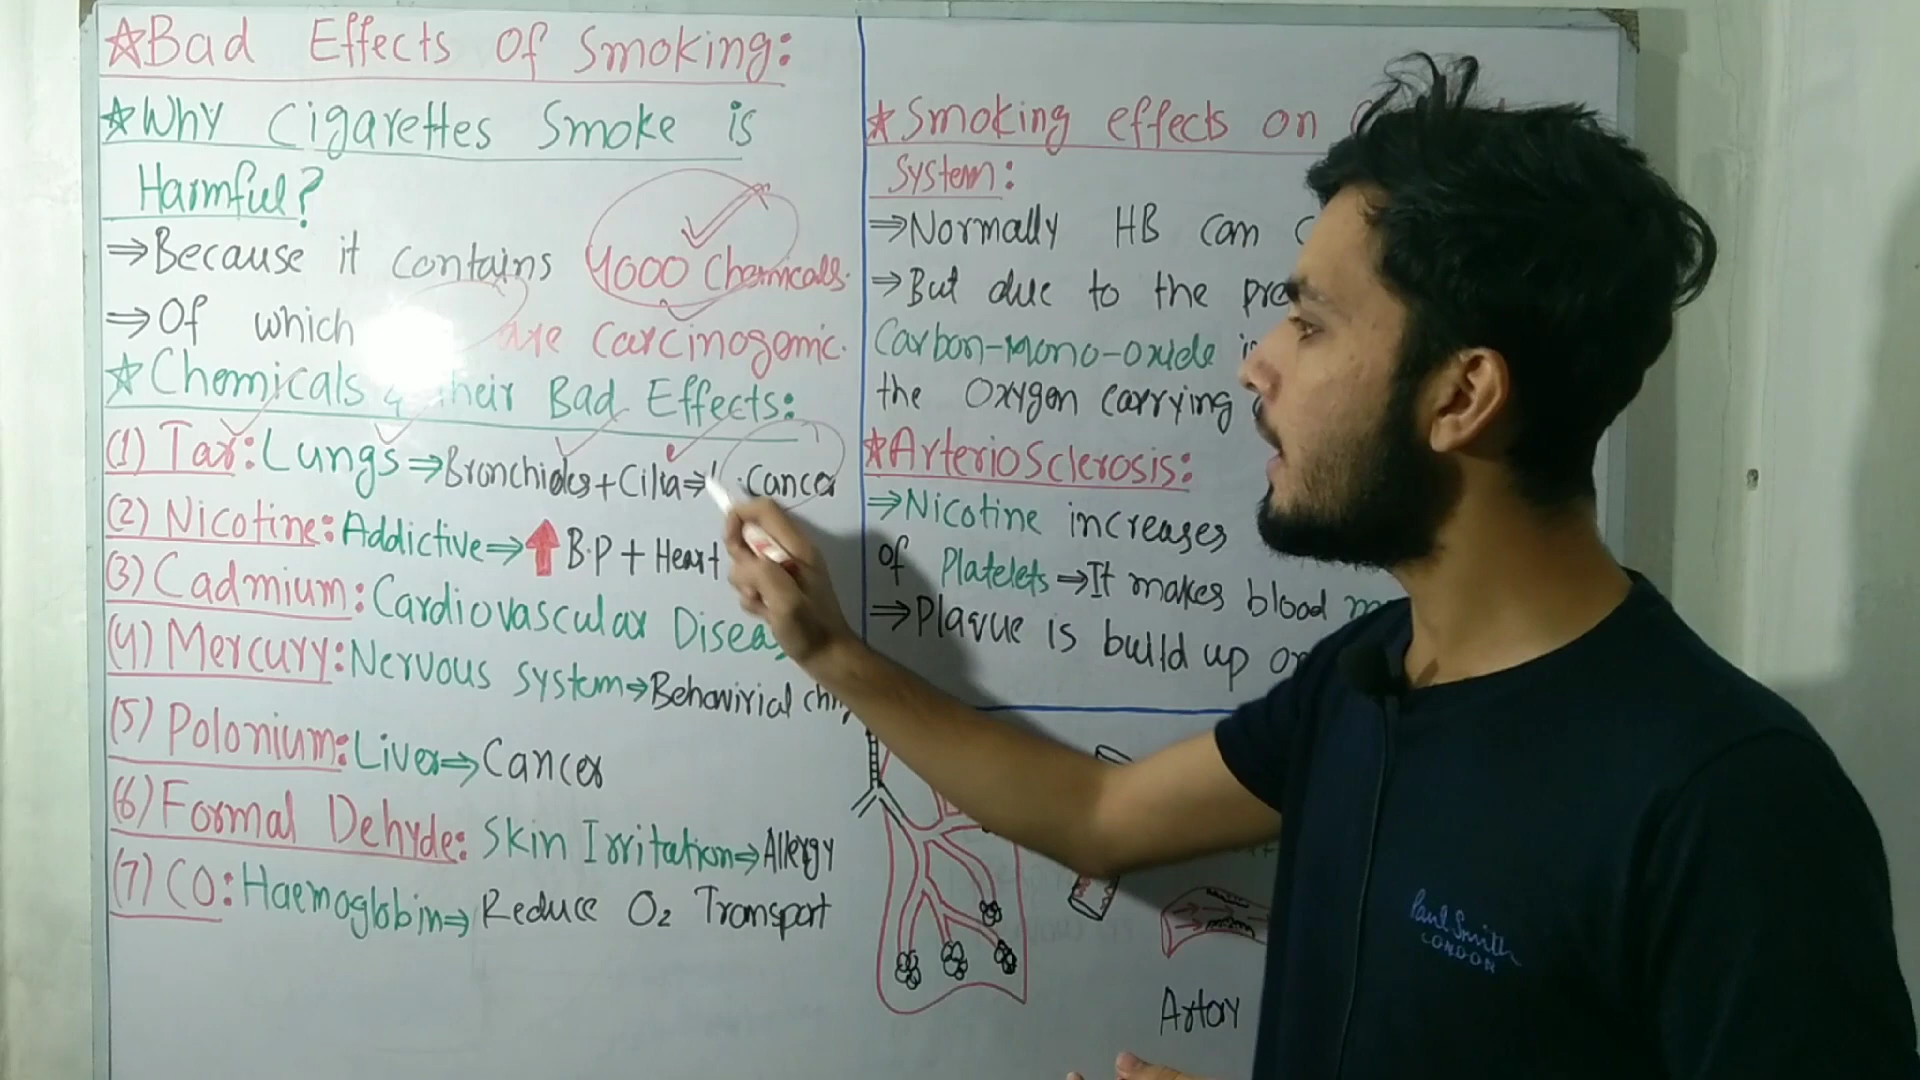 ☆Bad Effects Of Smoking:
☆Why Cigarettes Smoke is
Harmful?
⇒Because it contains 4000 Chemicals.
⇒Of which are Carcinogenic.
☆Chemicals & their Bad Effects:
(1) Tar: Lungs⇒Bronchioles+Cilia⇒L.Cancer
(2) Nicotine: Addictive⇒⬆B.P + Heart
(3) Cadmium: Cardiovascular
(4) Mercury: Nervous system⇒Behavirial
(5) Polonium: Liver⇒Cancer
(6) Formal Dehyde: Skin Irritation⇒Allergy
(7) CO: Haemoglobin⇒Reduce O₂ Transport
☆Smoking effects on
System:
⇒Normally HB can
⇒But due to the
Carbon-Mono-oxide
the Oxygen carrying
☆ArterioSclerosis:
⇒Nicotine increases
of Platelets⇒It makes blood
⇒Plaque is build up
Artery
Paul Smith
LONDON